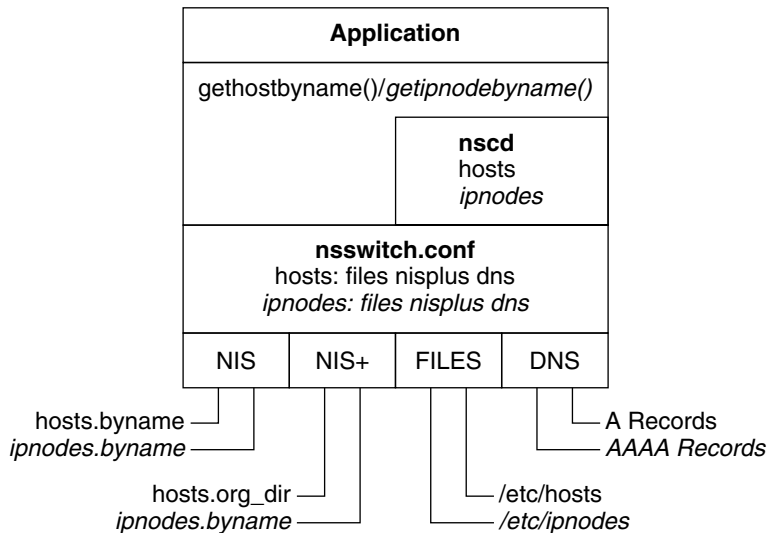 Application
gethostbyname()/getipnodebyname()
nscd
hosts
ipnodes
nsswitch.conf
hosts: files nisplus dns
ipnodes: files nisplus dns
NIS NIS+ FILES DNS
hosts.byname A Records
ipnodes.byname AAAA Records
hosts.org_dir /etc/hosts
ipnodes.byname /etc/ipnodes